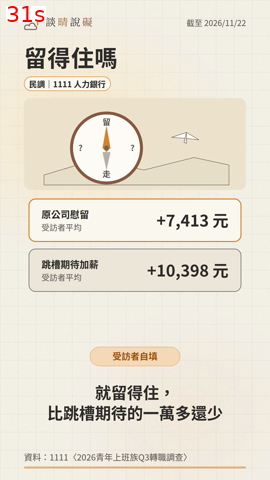 31s
談晴說礙
截至 2026/11/22
留得住嗎
民調｜1111 人力銀行
留
?
?
走
原公司慰留
受訪者平均
+7,413 元
跳槽期待加薪
受訪者平均
+10,398 元
受訪者自填
就留得住，
比跳槽期待的一萬多還少
資料：1111〈2026青年上班族Q3轉職調查〉